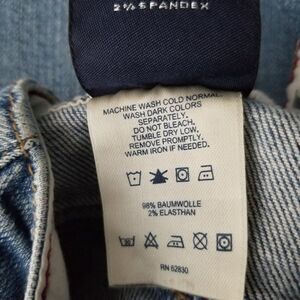 2% SPANDEX
MACHINE WASH COLD NORMAL.
WASH DARK COLORS
SEPARATELY.
DO NOT BLEACH.
TUMBLE DRY LOW.
REMOVE PROMPTLY.
WARM IRON IF NEEDED.
98% BAUMWOLLE
2% ELASTHAN
RN 62830